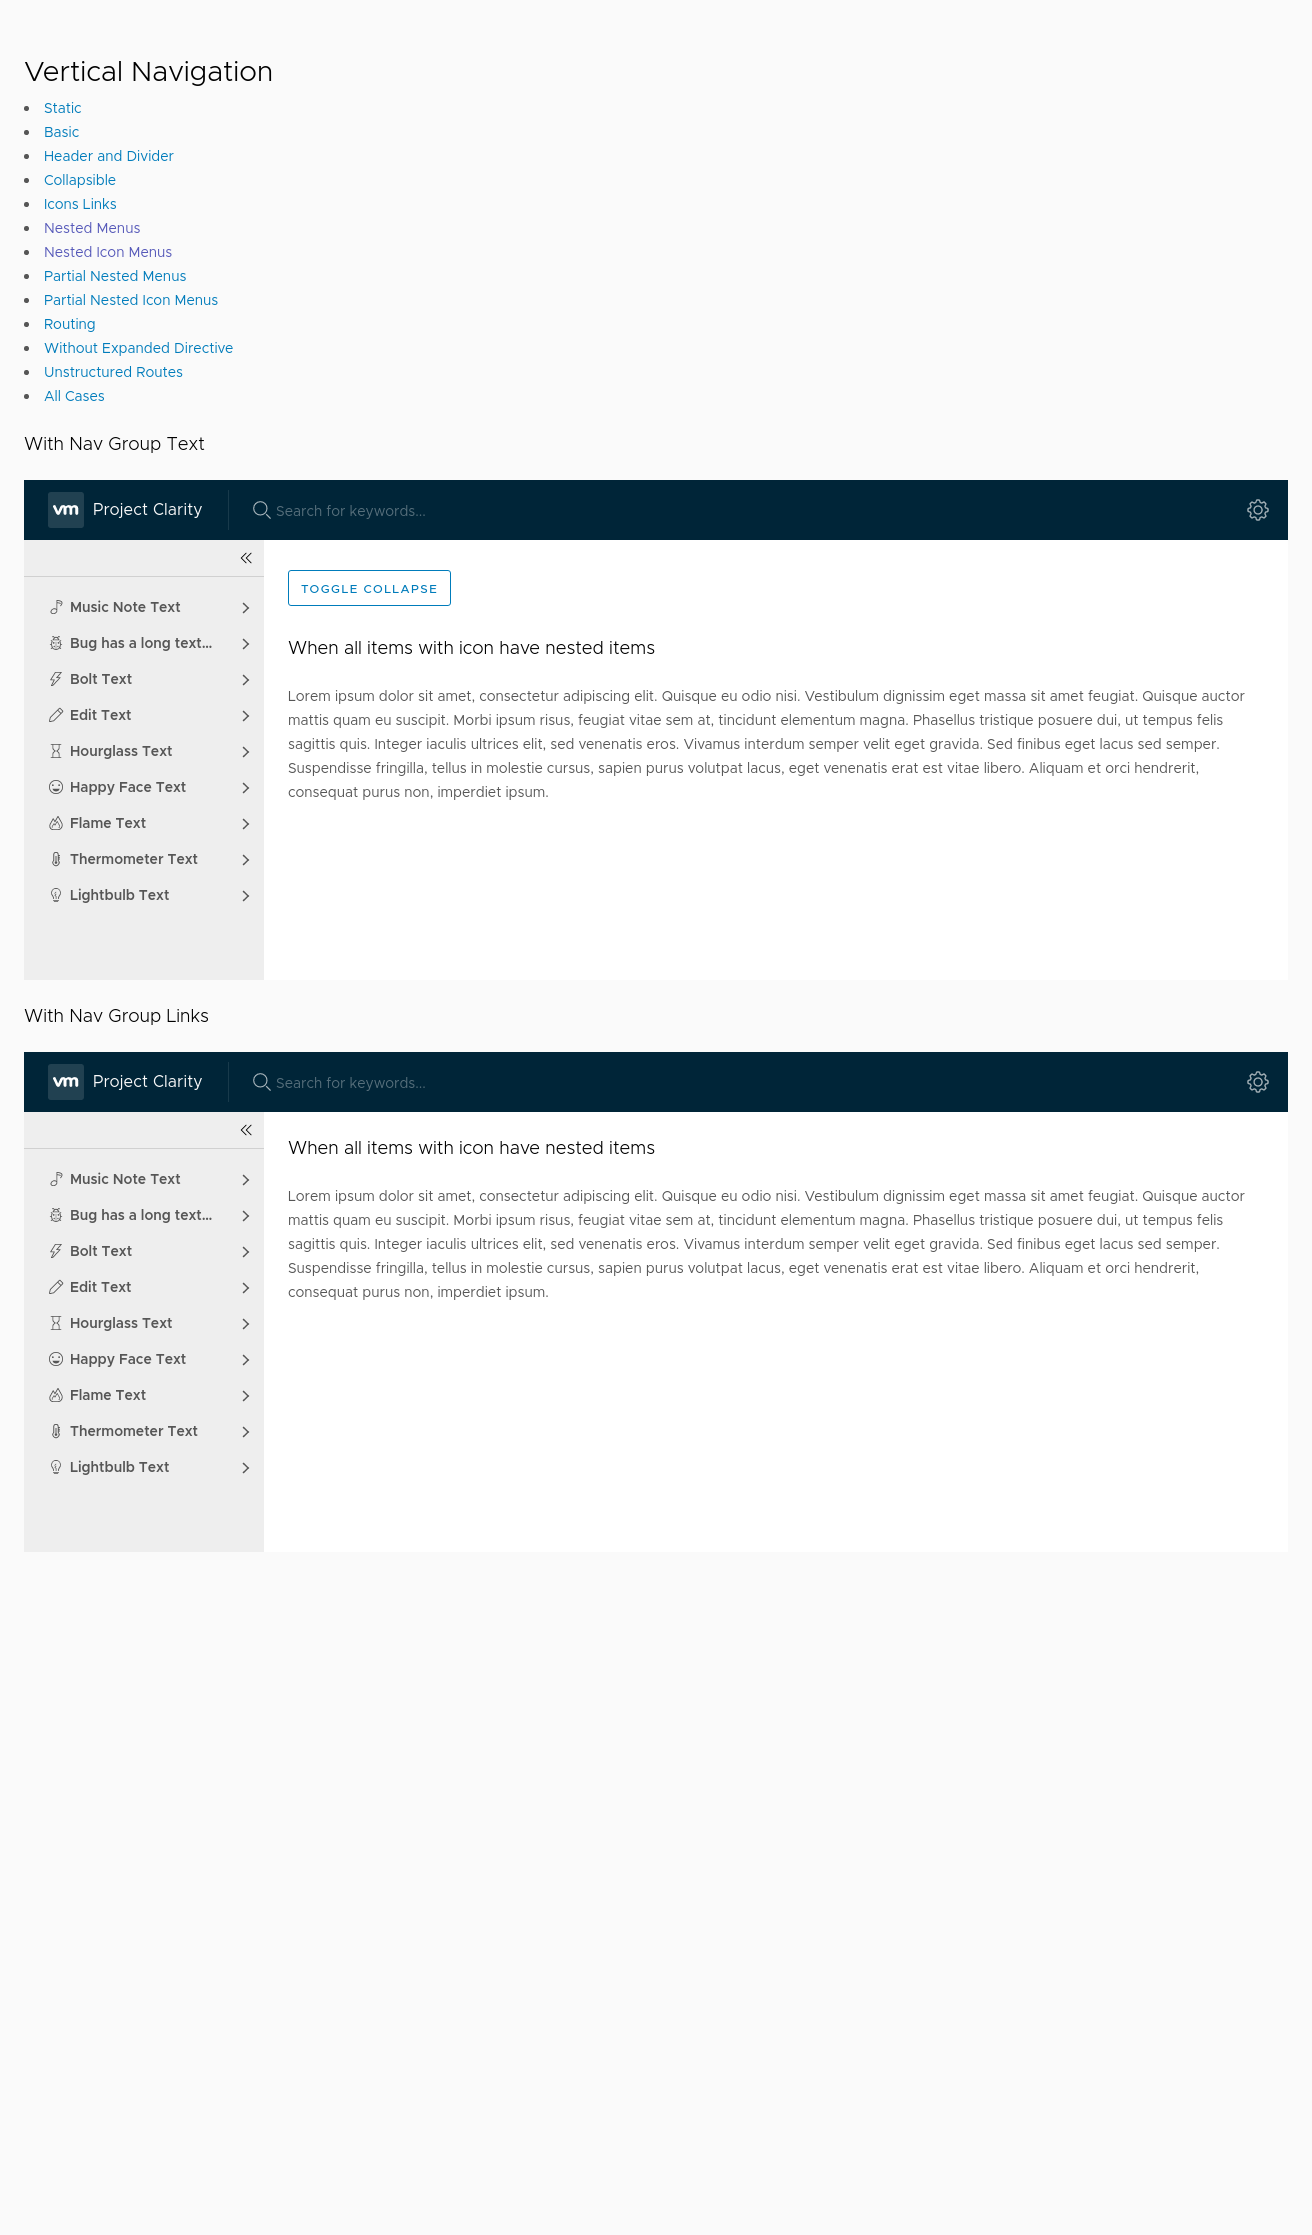 Vertical Navigation
Static
Basic
Header and Divider
Collapsible
Icons Links
Nested Menus
Nested Icon Menus
Partial Nested Menus
Partial Nested Icon Menus
Routing
Without Expanded Directive
Unstructured Routes
All Cases
With Nav Group Text
vm Project Clarity Search for keywords...
TOGGLE COLLAPSE
Music Note Text
Bug has a long text...
Bolt Text
Edit Text
Hourglass Text
Happy Face Text
Flame Text
Thermometer Text
Lightbulb Text
When all items with icon have nested items
Lorem ipsum dolor sit amet, consectetur adipiscing elit. Quisque eu odio nisi. Vestibulum dignissim eget massa sit amet feugiat. Quisque auctor
mattis quam eu suscipit. Morbi ipsum risus, feugiat vitae sem at, tincidunt elementum magna. Phasellus tristique posuere dui, ut tempus felis
sagittis quis. Integer iaculis ultrices elit, sed venenatis eros. Vivamus interdum semper velit eget gravida. Sed finibus eget lacus sed semper.
Suspendisse fringilla, tellus in molestie cursus, sapien purus volutpat lacus, eget venenatis erat est vitae libero. Aliquam et orci hendrerit,
consequat purus non, imperdiet ipsum.
With Nav Group Links
vm Project Clarity Search for keywords...
Music Note Text
Bug has a long text...
Bolt Text
Edit Text
Hourglass Text
Happy Face Text
Flame Text
Thermometer Text
Lightbulb Text
When all items with icon have nested items
Lorem ipsum dolor sit amet, consectetur adipiscing elit. Quisque eu odio nisi. Vestibulum dignissim eget massa sit amet feugiat. Quisque auctor
mattis quam eu suscipit. Morbi ipsum risus, feugiat vitae sem at, tincidunt elementum magna. Phasellus tristique posuere dui, ut tempus felis
sagittis quis. Integer iaculis ultrices elit, sed venenatis eros. Vivamus interdum semper velit eget gravida. Sed finibus eget lacus sed semper.
Suspendisse fringilla, tellus in molestie cursus, sapien purus volutpat lacus, eget venenatis erat est vitae libero. Aliquam et orci hendrerit,
consequat purus non, imperdiet ipsum.